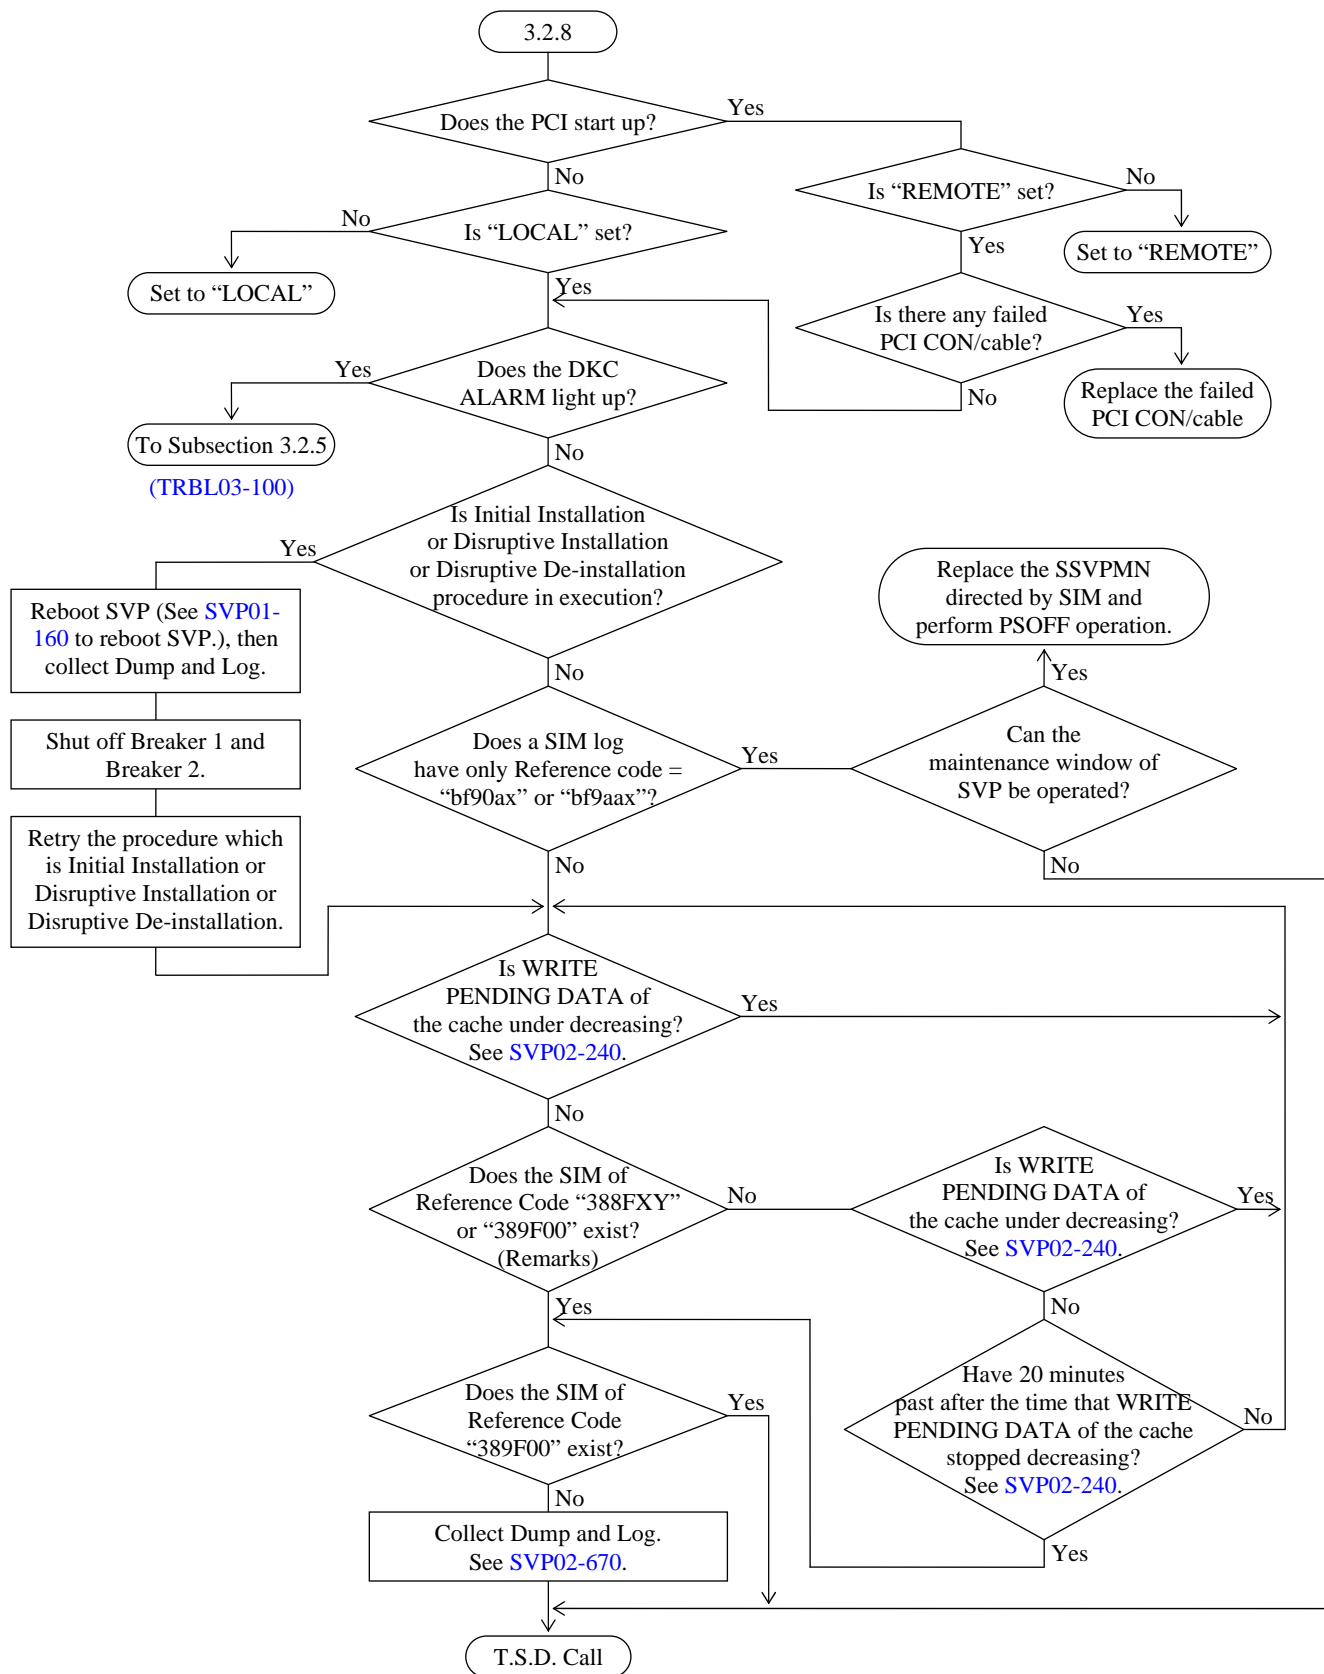 3.2.8
Does the PCI start up?
Yes
No
Is “REMOTE” set?
No
Set to “REMOTE”
Yes
Is “LOCAL” set?
No
Set to “LOCAL”
Yes
Is there any failed
PCI CON/cable?
Yes
Replace the failed
PCI CON/cable
No
Does the DKC
ALARM light up?
Yes
To Subsection 3.2.5
(TRBL03-100)
No
Is Initial Installation
or Disruptive Installation
or Disruptive De-installation
procedure in execution?
Yes
Reboot SVP (See SVP01-
160 to reboot SVP.), then
collect Dump and Log.
Shut off Breaker 1 and
Breaker 2.
Retry the procedure which
is Initial Installation or
Disruptive Installation or
Disruptive De-installation.
No
Replace the SSVPMN
directed by SIM and
perform PSOFF operation.
Yes
Does a SIM log
have only Reference code =
“bf90ax” or “bf9aax”?
Yes
Can the
maintenance window of
SVP be operated?
No
No
Is WRITE
PENDING DATA of
the cache under decreasing?
See SVP02-240.
Yes
No
Does the SIM of
Reference Code “388FXY”
or “389F00” exist?
(Remarks)
No
Is WRITE
PENDING DATA of
the cache under decreasing?
See SVP02-240.
Yes
No
Yes
Have 20 minutes
past after the time that WRITE
PENDING DATA of the cache
stopped decreasing?
See SVP02-240.
No
Yes
Does the SIM of
Reference Code
“389F00” exist?
Yes
No
Collect Dump and Log.
See SVP02-670.
T.S.D. Call